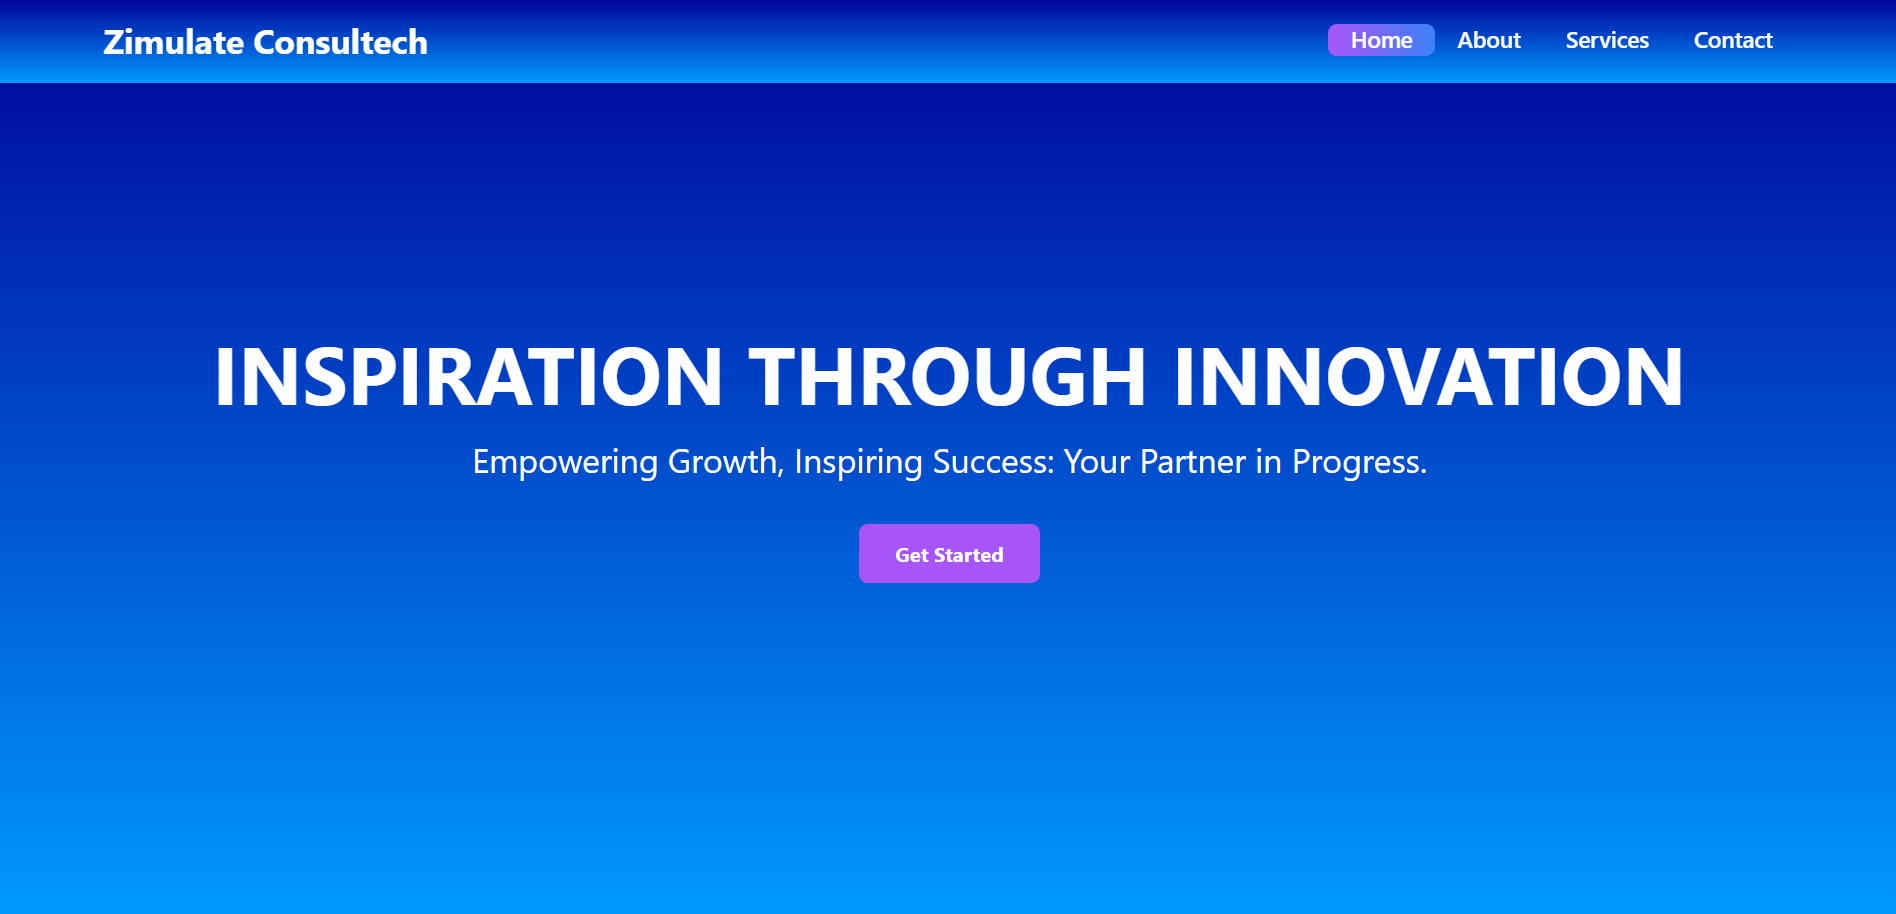 Zimulate Consultech
Home About Services Contact
INSPIRATION THROUGH INNOVATION
Empowering Growth, Inspiring Success: Your Partner in Progress.
Get Started